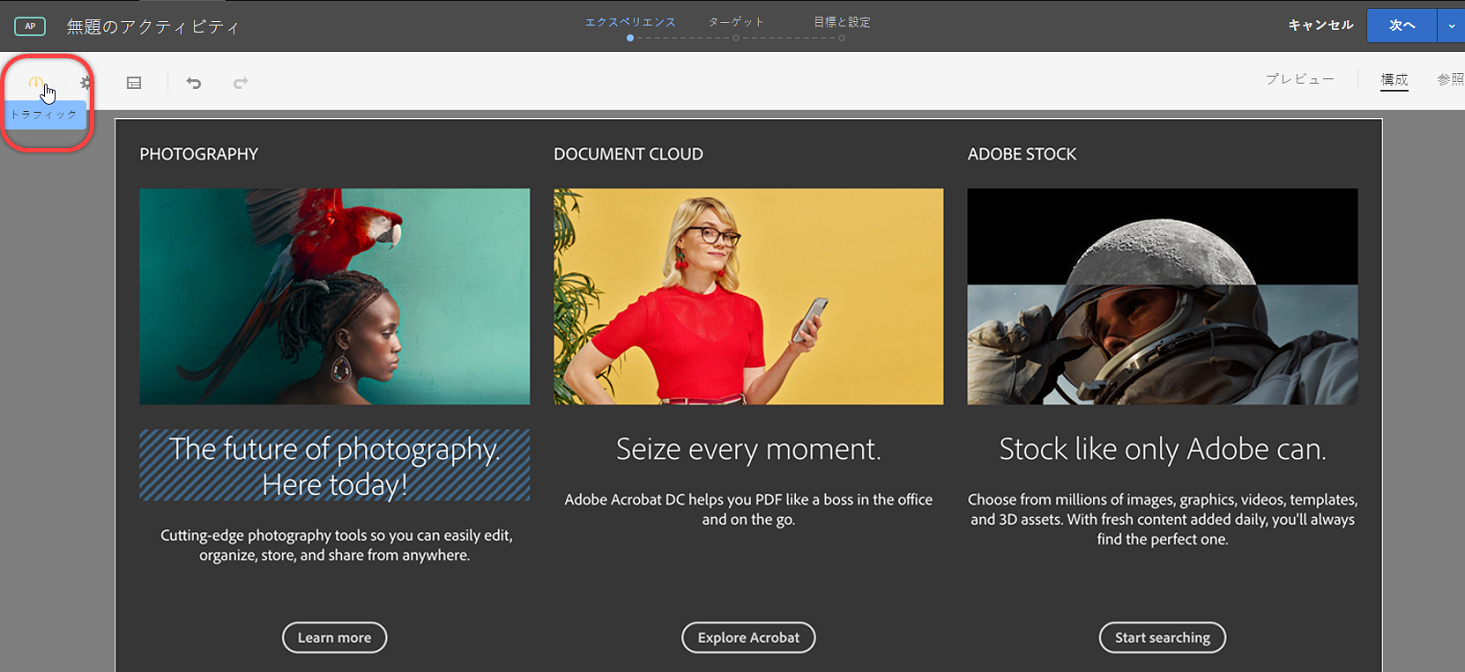 AP
無題のアクティビティ
エクスペリエンス
ターゲット
目標と設定
キャンセル
次へ
トラフィック
プレビュー
構成
参照
PHOTOGRAPHY
The future of photography.
Here today!
Cutting-edge photography tools so you can easily edit,
organize, store, and share from anywhere.
Learn more
DOCUMENT CLOUD
Seize every moment.
Adobe Acrobat DC helps you PDF like a boss in the office
and on the go.
Explore Acrobat
ADOBE STOCK
Stock like only Adobe can.
Choose from millions of images, graphics, videos, templates,
and 3D assets. With fresh content added daily, you'll always
find the perfect one.
Start searching